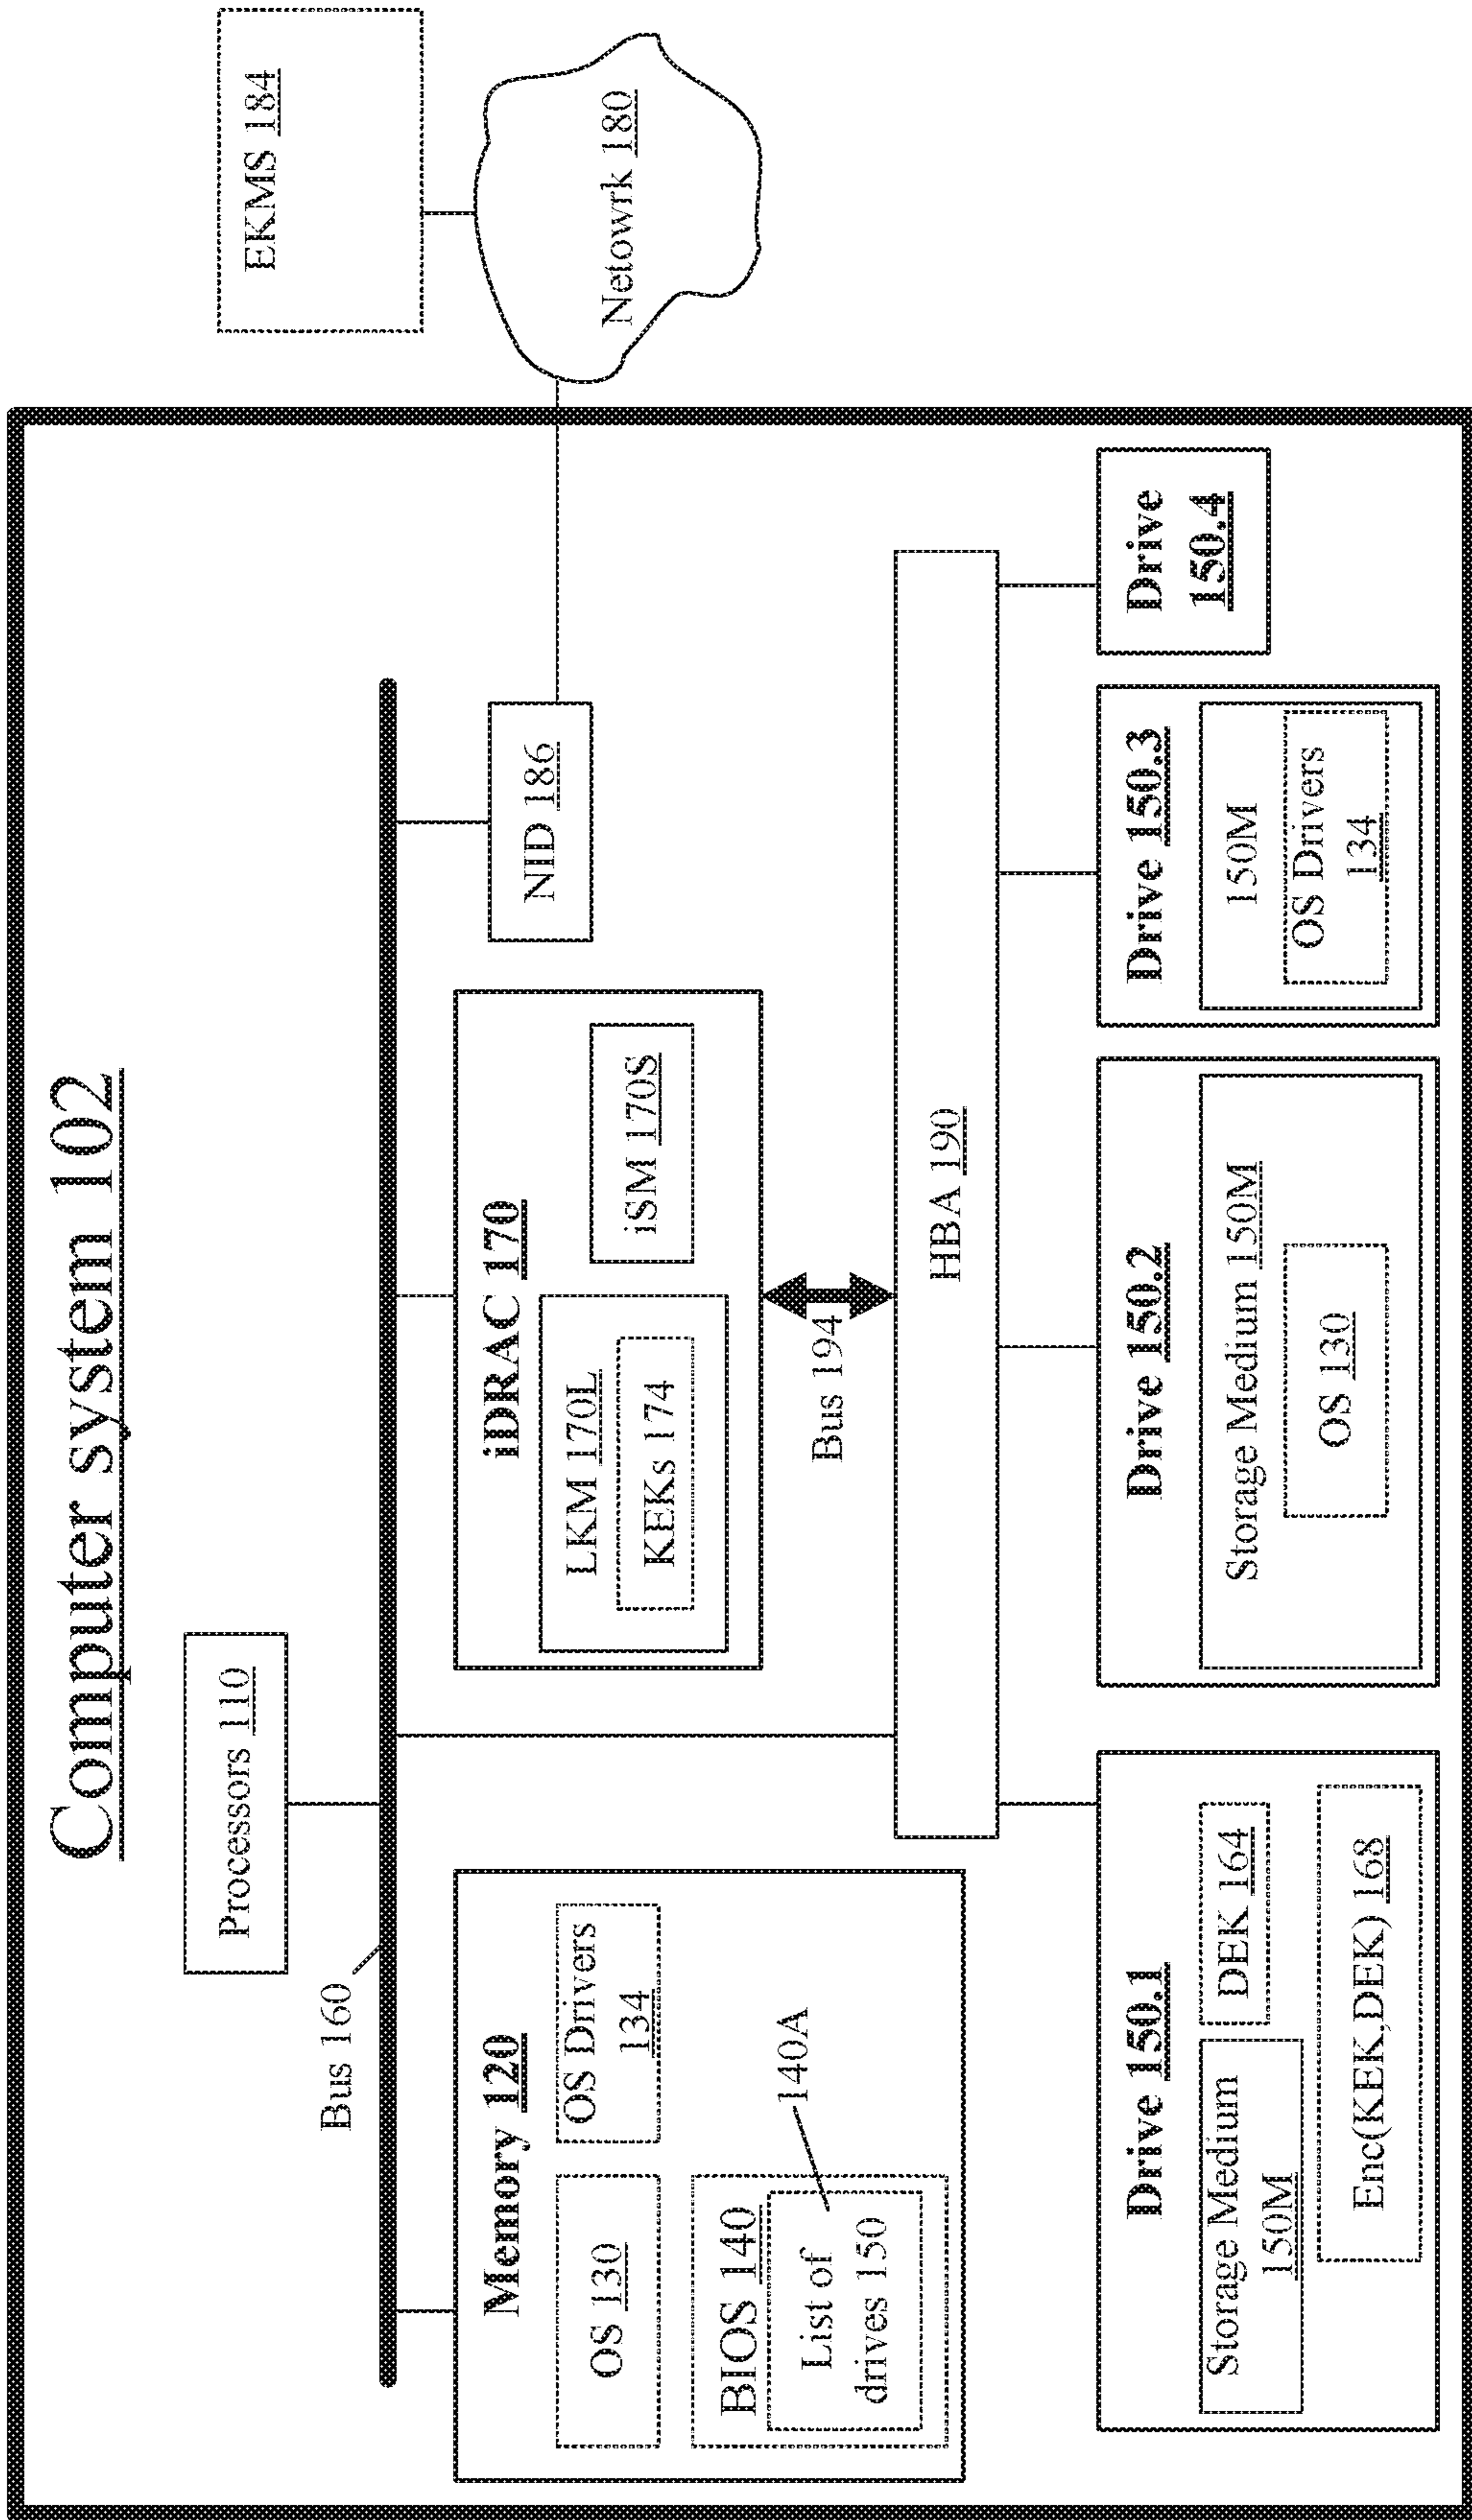 Computer system 102
Processors 110
Bus 160
EKMS 184
Netowrk 180
Memory 120
OS 130
OS Drivers
134
BIOS 140
List of
drives 150
140A
iDRAC 170
LKM 170L
KEKs 174
iSM 170S
NID 186
Bus 194
HBA 190
Drive 150.1
Storage Medium
150M
DEK 164
Enc(KEK,DEK) 168
Drive 150.2
Storage Medium 150M
OS 130
Drive 150.3
150M
OS Drivers
134
Drive
150.4